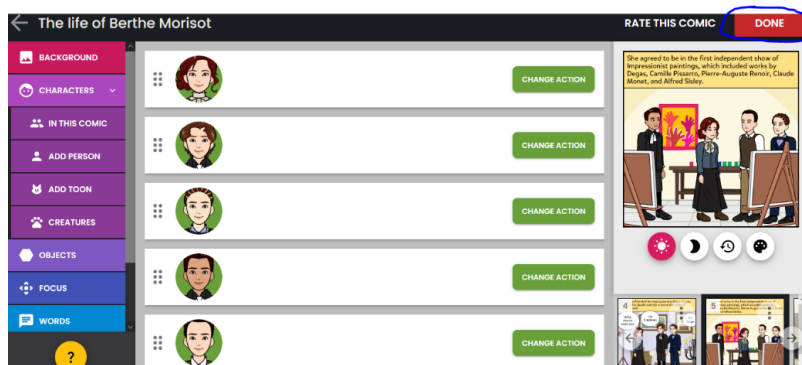 The life of Berthe Morisot
RATE THIS COMIC
DONE
BACKGROUND
CHARACTERS
IN THIS COMIC
ADD PERSON
ADD TOON
CREATURES
OBJECTS
FOCUS
WORDS
?
CHANGE ACTION
CHANGE ACTION
CHANGE ACTION
CHANGE ACTION
CHANGE ACTION
She agreed to be in the first independent show of
Impressionist paintings, which included works by
Degas, Camille Pissarro, Pierre-Auguste Renoir, Claude
Monet, and Alfred Sisley.
4
5